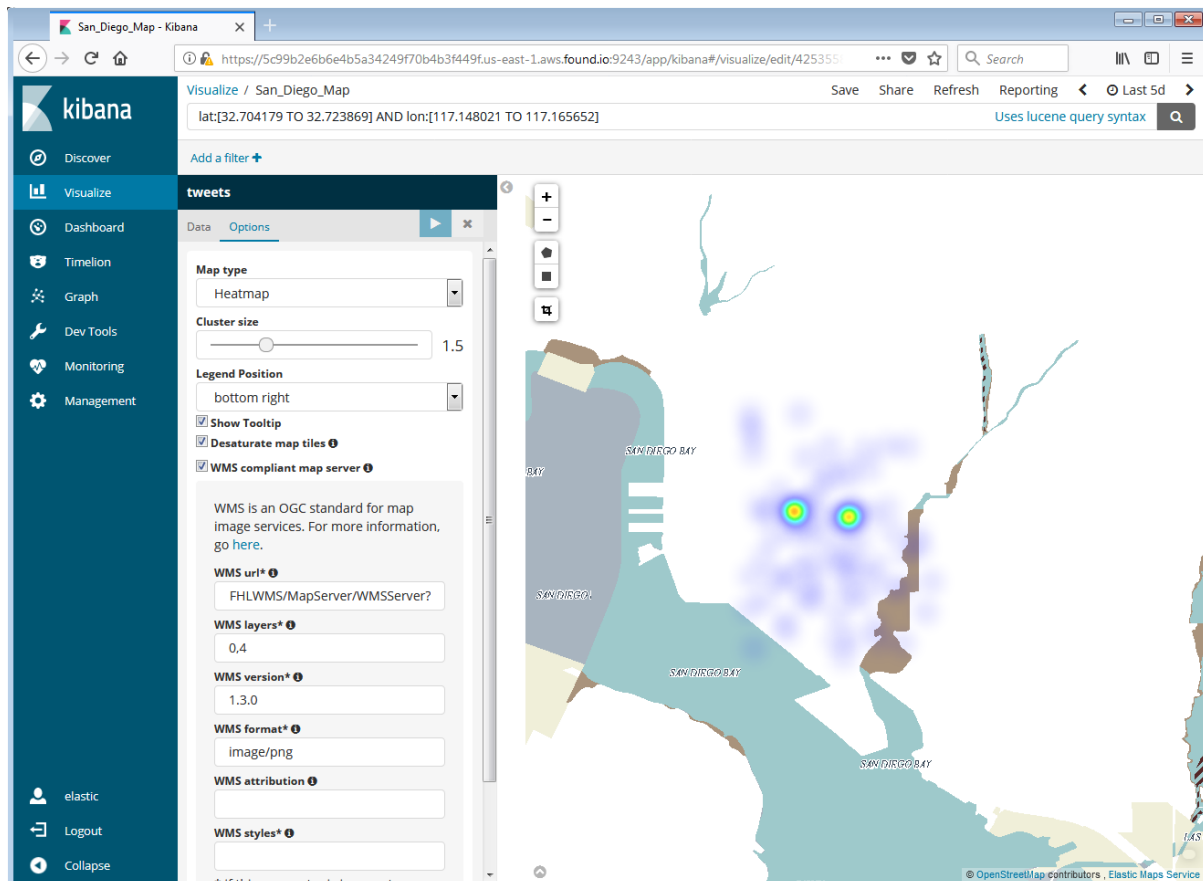 San_Diego_Map - Kibana
https://5c99b2e6b6e4b5a34249f70b4b3f449f.us-east-1.aws.found.io:9243/app/kibana#/visualize/edit/425355
Search
kibana
Visualize / San_Diego_Map
Save Share Refresh Reporting Last 5d
lat:[32.704179 TO 32.723869] AND lon:[117.148021 TO 117.165652]
Uses lucene query syntax
Add a filter +
Discover
Visualize
Dashboard
Timelion
Graph
Dev Tools
Monitoring
Management
elastic
Logout
Collapse
tweets
Data Options
Map type
Heatmap
Cluster size
1.5
Legend Position
bottom right
Show Tooltip
Desaturate map tiles
WMS compliant map server
WMS is an OGC standard for map
image services. For more information,
go here.
WMS url*
FHLWMS/MapServer/WMSServer?
WMS layers*
0,4
WMS version*
1.3.0
WMS format*
image/png
WMS attribution
WMS styles*
SAN DIEGO BAY
BAY
SAN DIEGO
SAN DIEGO BAY
SAN DIEGO BAY
LAS
© OpenStreetMap contributors , Elastic Maps Service